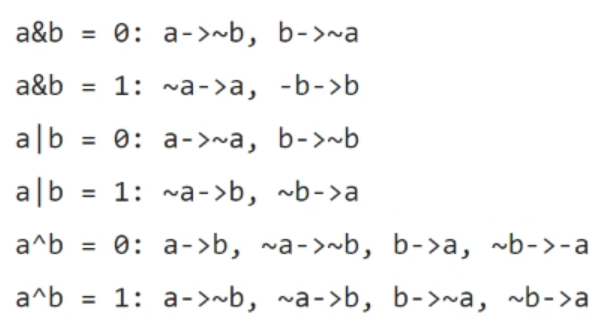 a&b = 0: a->~b, b->~a
a&b = 1: ~a->a, -b->b
a|b = 0: a->~a, b->~b
a|b = 1: ~a->b, ~b->a
a^b = 0: a->b, ~a->~b, b->a, ~b->-a
a^b = 1: a->~b, ~a->b, b->~a, ~b->a